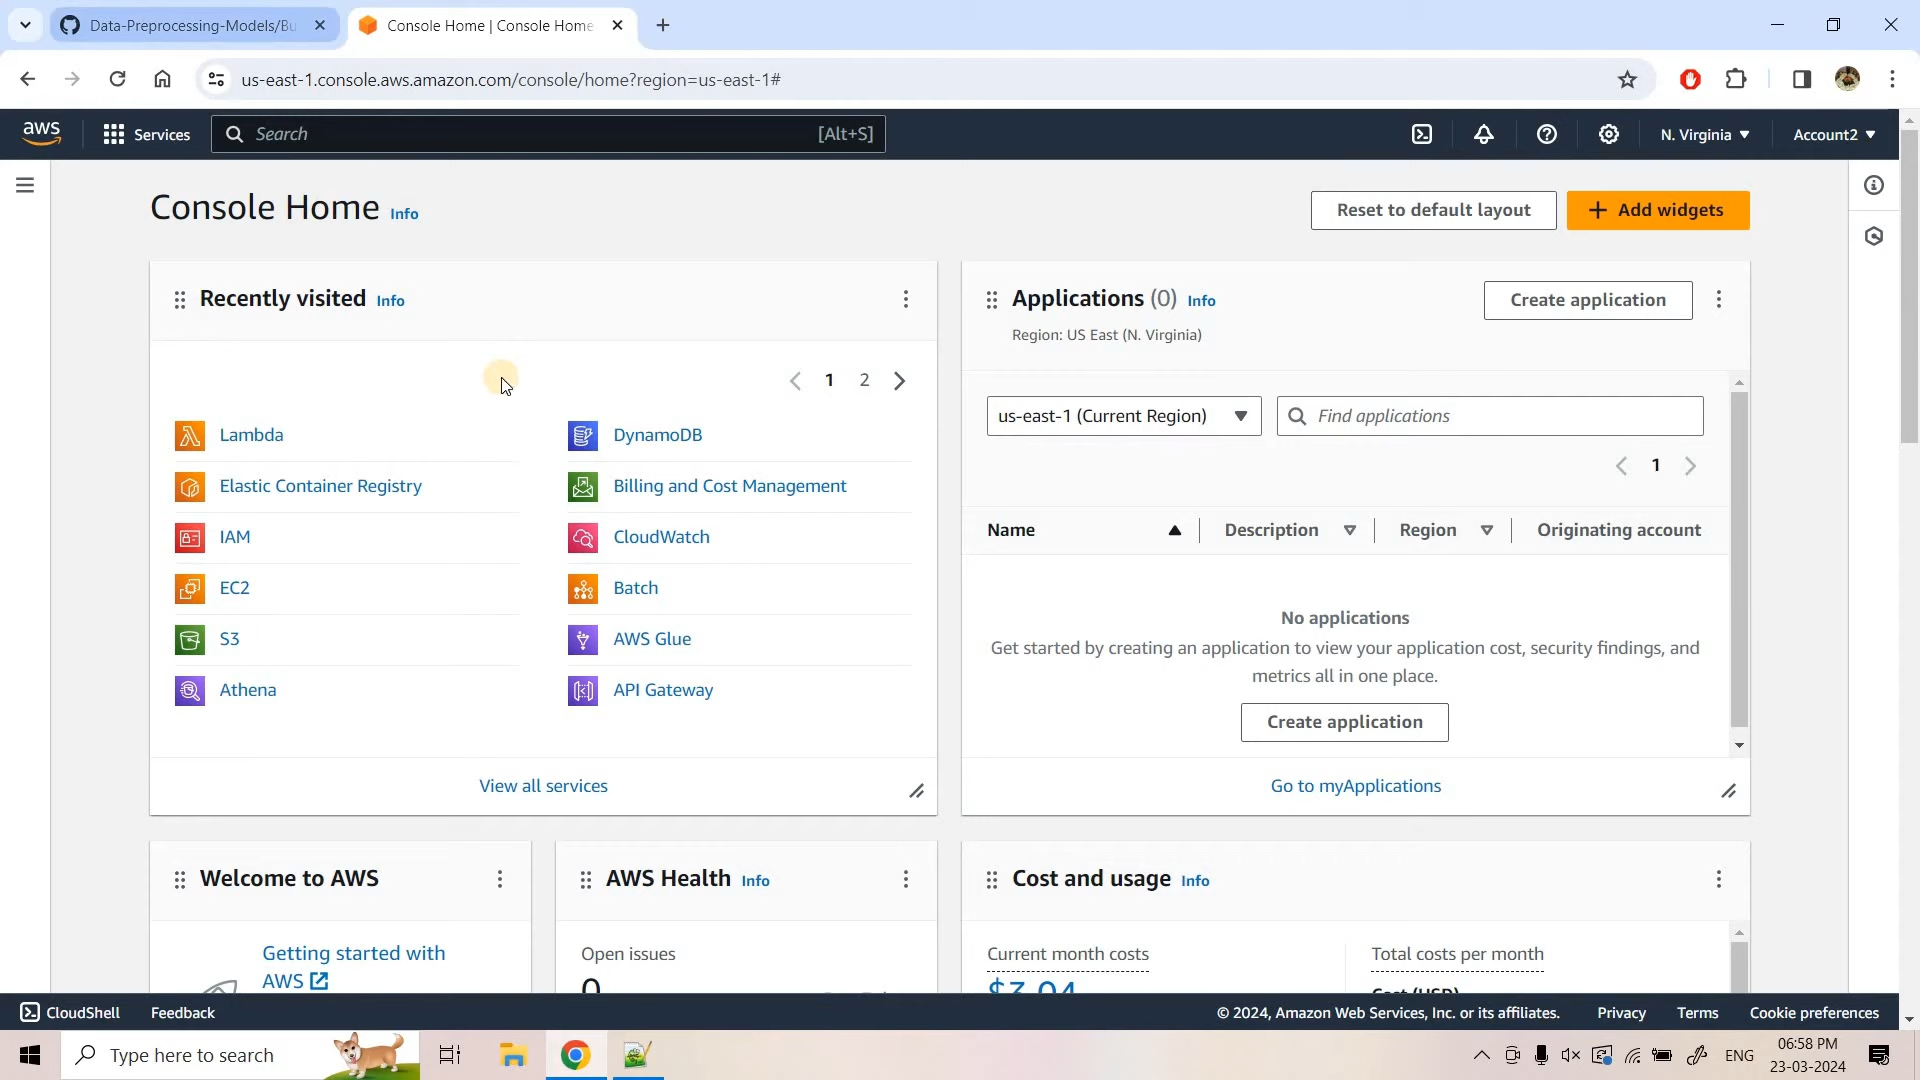 Data-Preprocessing-Models/Bu
Console Home | Console Home
us-east-1.console.aws.amazon.com/console/home?region=us-east-1#
aws
Services
Search
[Alt+S]
N. Virginia
Account2
Console Home Info
Reset to default layout
Add widgets
Recently visited Info
1 2
Lambda
Elastic Container Registry
IAM
EC2
S3
Athena
DynamoDB
Billing and Cost Management
CloudWatch
Batch
AWS Glue
API Gateway
View all services
Applications (0) Info
Region: US East (N. Virginia)
Create application
us-east-1 (Current Region)
Find applications
1
Name Description Region Originating account
No applications
Get started by creating an application to view your application cost, security findings, and
metrics all in one place.
Create application
Go to myApplications
Welcome to AWS
Getting started with
AWS
AWS Health Info
Open issues
0
Cost and usage Info
Current month costs
$3.04
Total costs per month
Cost (USD)
CloudShell Feedback
© 2024, Amazon Web Services, Inc. or its affiliates. Privacy Terms Cookie preferences
Type here to search
ENG
06:58 PM
23-03-2024